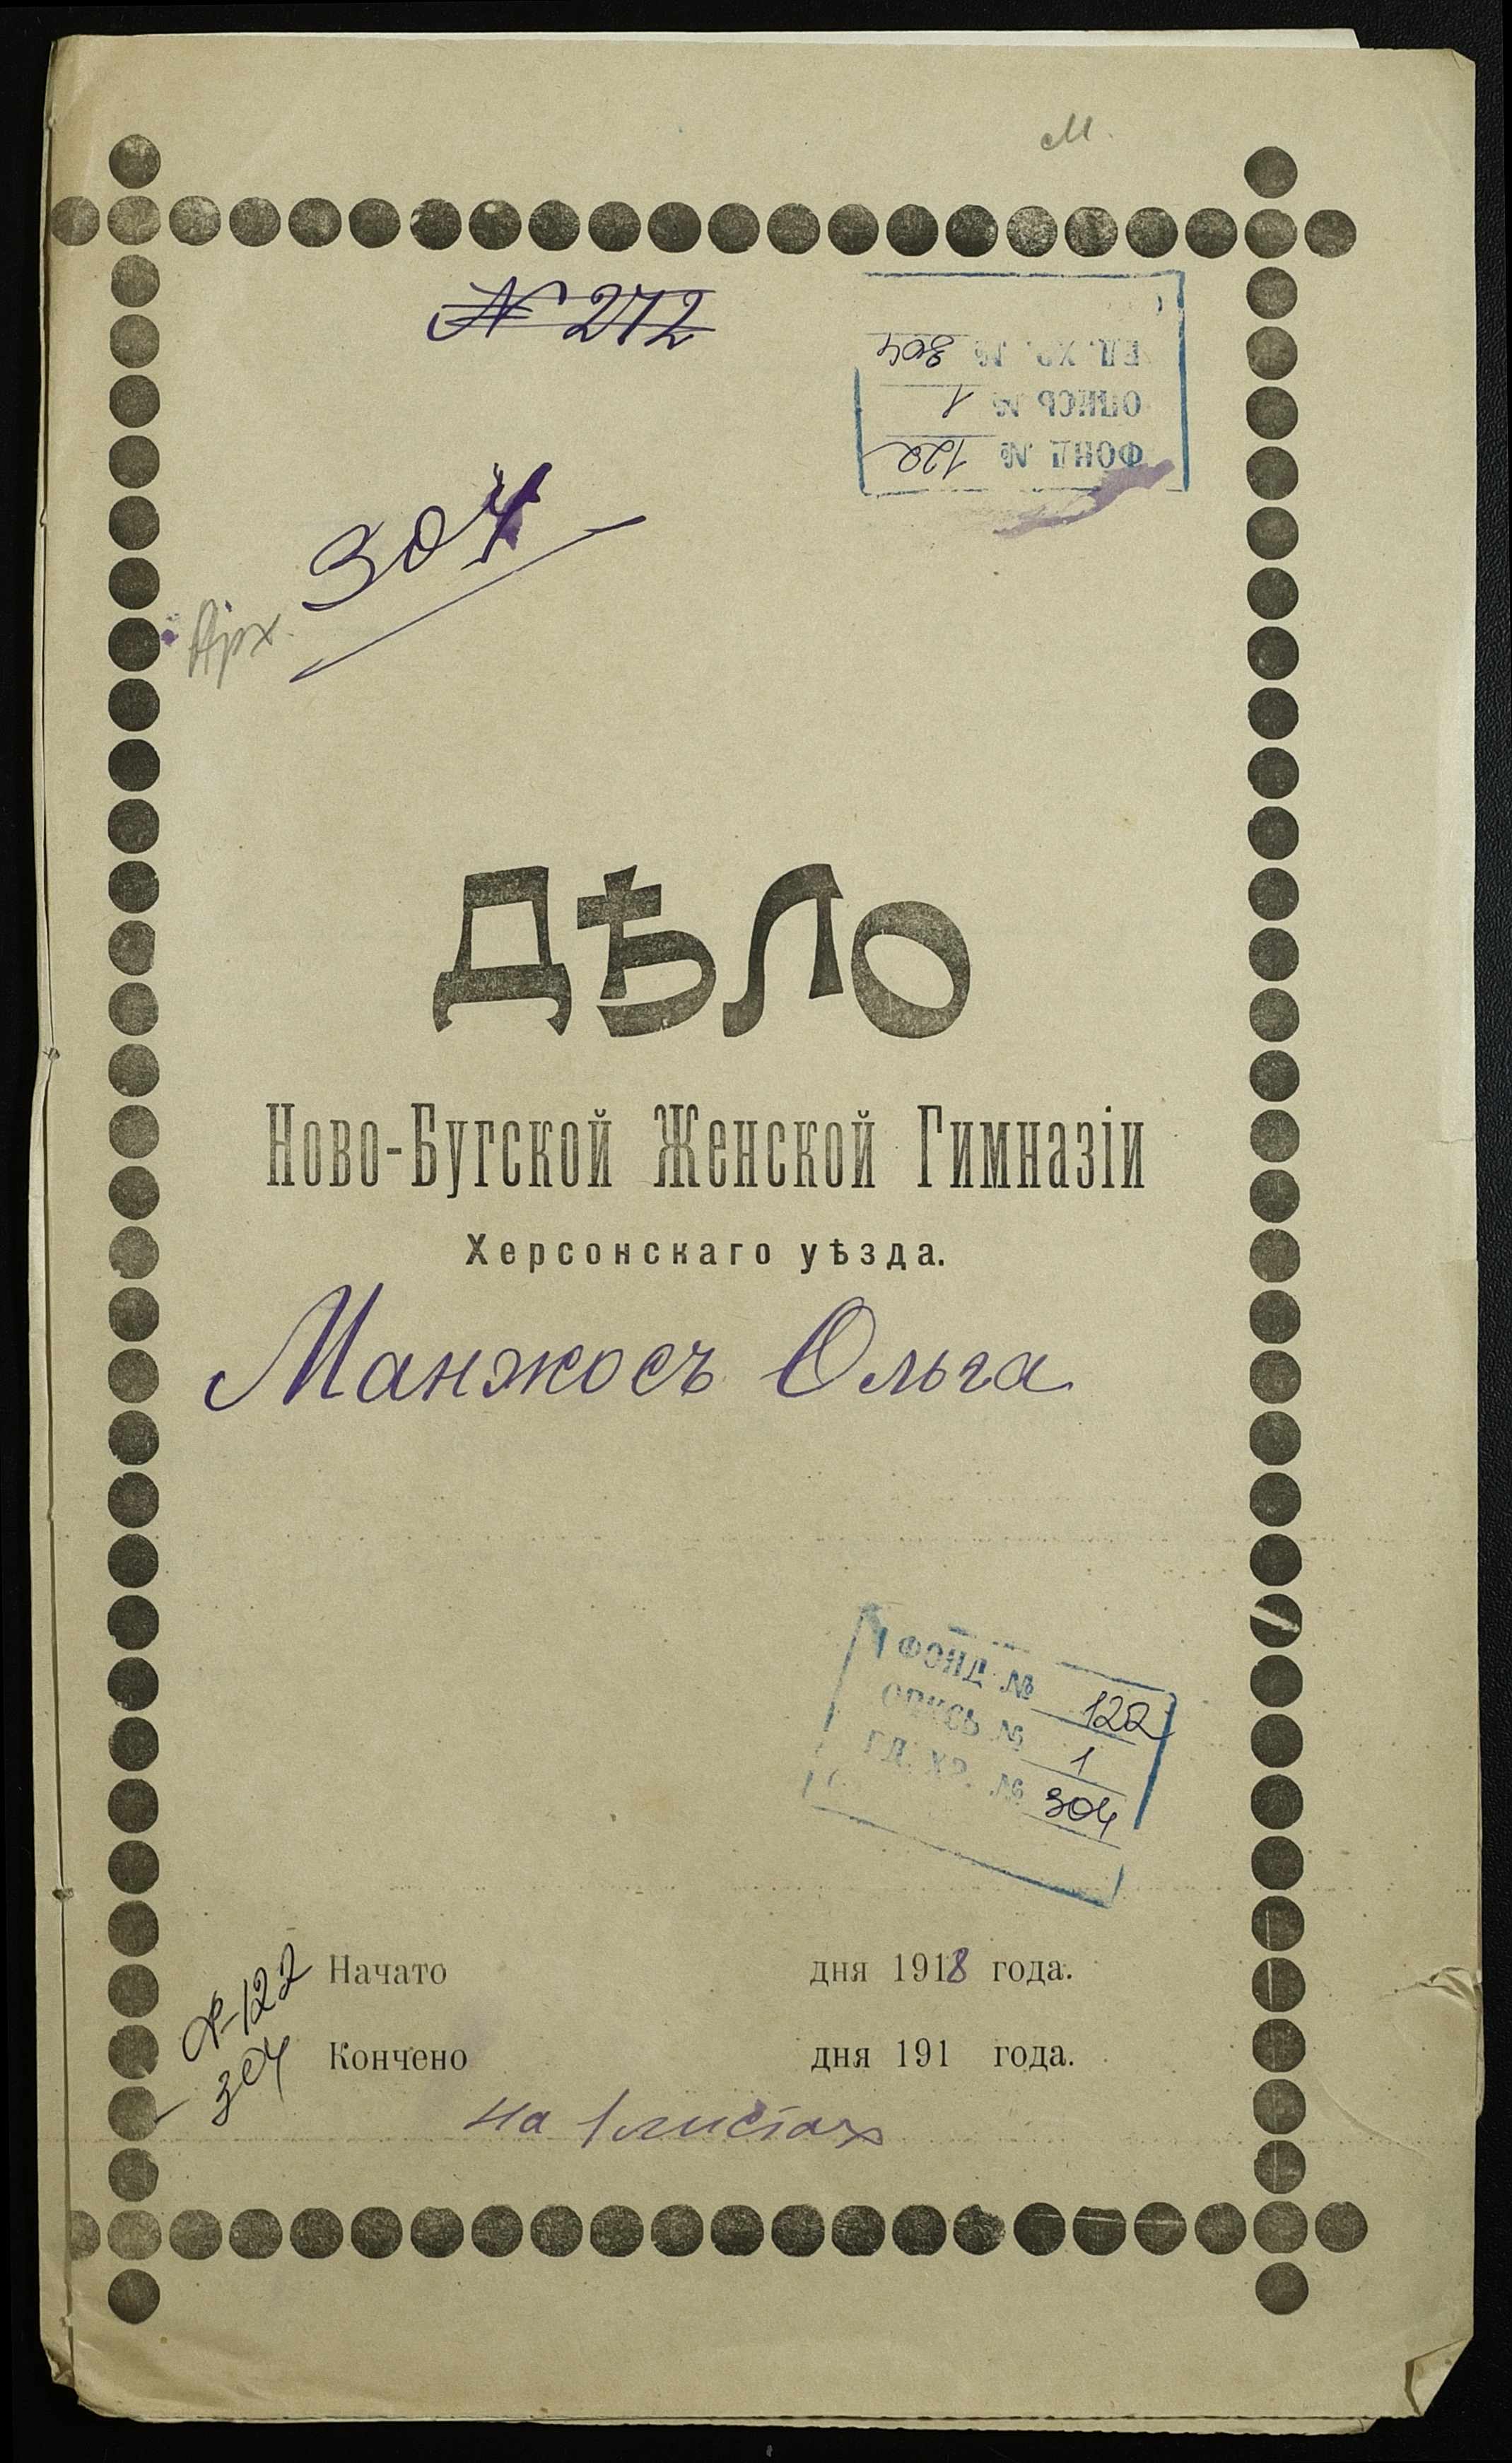 М.
№ 272
ЕД. ХР. № 304
ОПИСЬ № 1
ФОНД № 122
304
Арх.
ДѢЛО
Ново-Бугской Женской Гимназіи
Херсонскаго уѣзда.
Манжосъ Ольга
ФОНД № 122
ОПИСЬ № 1
ЕД. ХР. № 304
Начато дня 1918 года.
Ф-122
Кончено дня 191 года.
304
на 1 листах